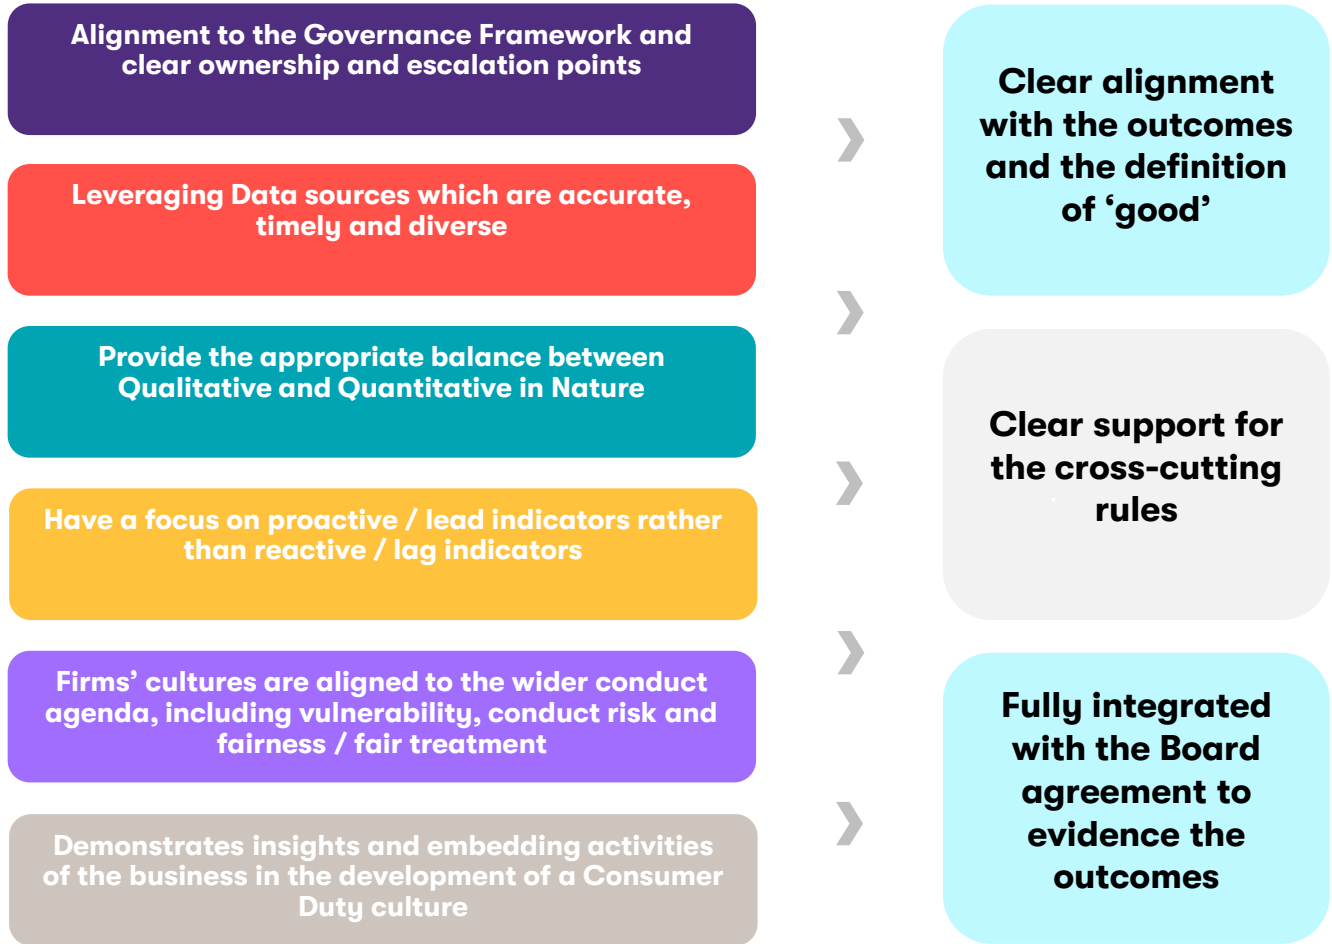 Alignment to the Governance Framework and
clear ownership and escalation points
Leveraging Data sources which are accurate,
timely and diverse
Provide the appropriate balance between
Qualitative and Quantitative in Nature
Have a focus on proactive / lead indicators rather
than reactive / lag indicators
Firms’ cultures are aligned to the wider conduct
agenda, including vulnerability, conduct risk and
fairness / fair treatment
Demonstrates insights and embedding activities
of the business in the development of a Consumer
Duty culture
Clear alignment
with the outcomes
and the definition
of ‘good’
Clear support for
the cross-cutting
rules
Fully integrated
with the Board
agreement to
evidence the
outcomes